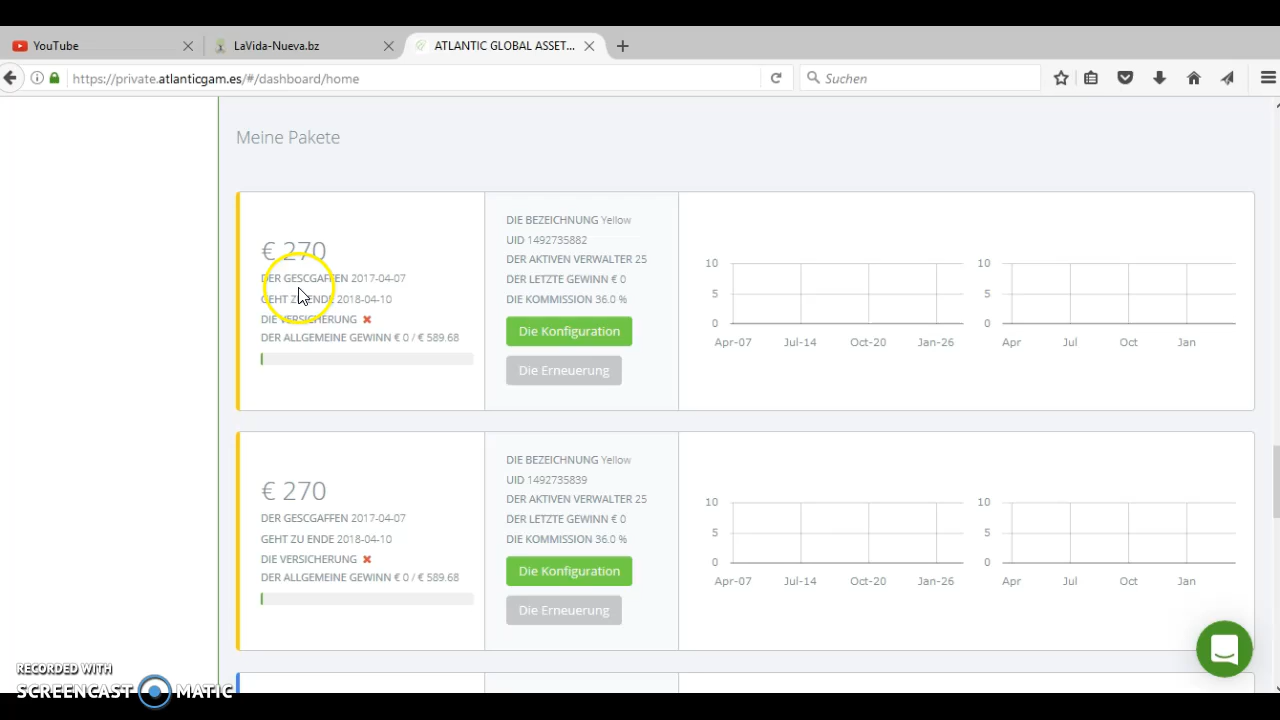 YouTube
LaVida-Nueva.bz
ATLANTIC GLOBAL ASSET...
https://private.atlanticgam.es/#/dashboard/home
Suchen
Meine Pakete
€ 270
DER GESCGAFFEN 2017-04-07
GEHT ZU ENDE 2018-04-10
DIE VERSICHERUNG
DER ALLGEMEINE GEWINN € 0 / € 589.68
DIE BEZEICHNUNG Yellow
UID 1492735882
DER AKTIVEN VERWALTER 25
DER LETZTE GEWINN € 0
DIE KOMMISSION 36.0 %
Die Konfiguration
Die Erneuerung
10
5
0
Apr-07 Jul-14 Oct-20 Jan-26
10
5
0
Apr Jul Oct Jan
€ 270
DER GESCGAFFEN 2017-04-07
GEHT ZU ENDE 2018-04-10
DIE VERSICHERUNG
DER ALLGEMEINE GEWINN € 0 / € 589.68
DIE BEZEICHNUNG Yellow
UID 1492735839
DER AKTIVEN VERWALTER 25
DER LETZTE GEWINN € 0
DIE KOMMISSION 36.0 %
Die Konfiguration
Die Erneuerung
10
5
0
Apr-07 Jul-14 Oct-20 Jan-26
10
5
0
Apr Jul Oct Jan
RECORDED WITH
SCREENCAST MATIC